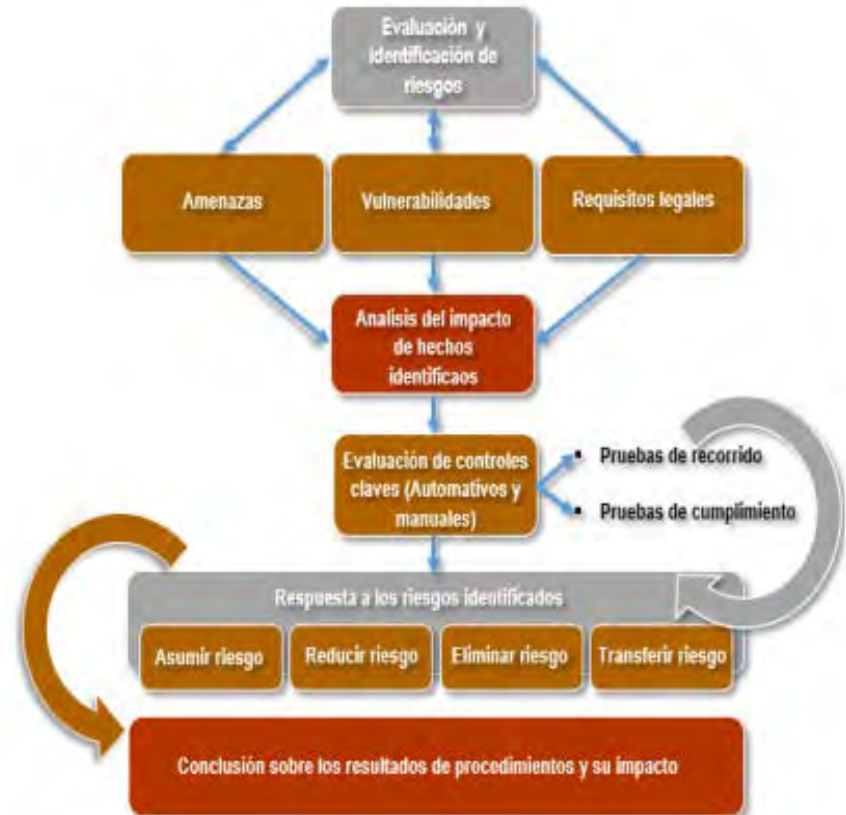 Evaluación y
identificación de
riesgos
Amenazas
Vulnerabilidades
Requisitos legales
Analisis del impacto
de hechos
identificaos
Evaluación de controles
claves (Automativos y
manuales)
▪ Pruebas de recorrido
▪ Pruebas de cumplimiento
Respuesta a los riesgos identificados
Asumir riesgo
Reducir riesgo
Eliminar riesgo
Transferir riesgo
Conclusión sobre los resultados de procedimientos y su impacto